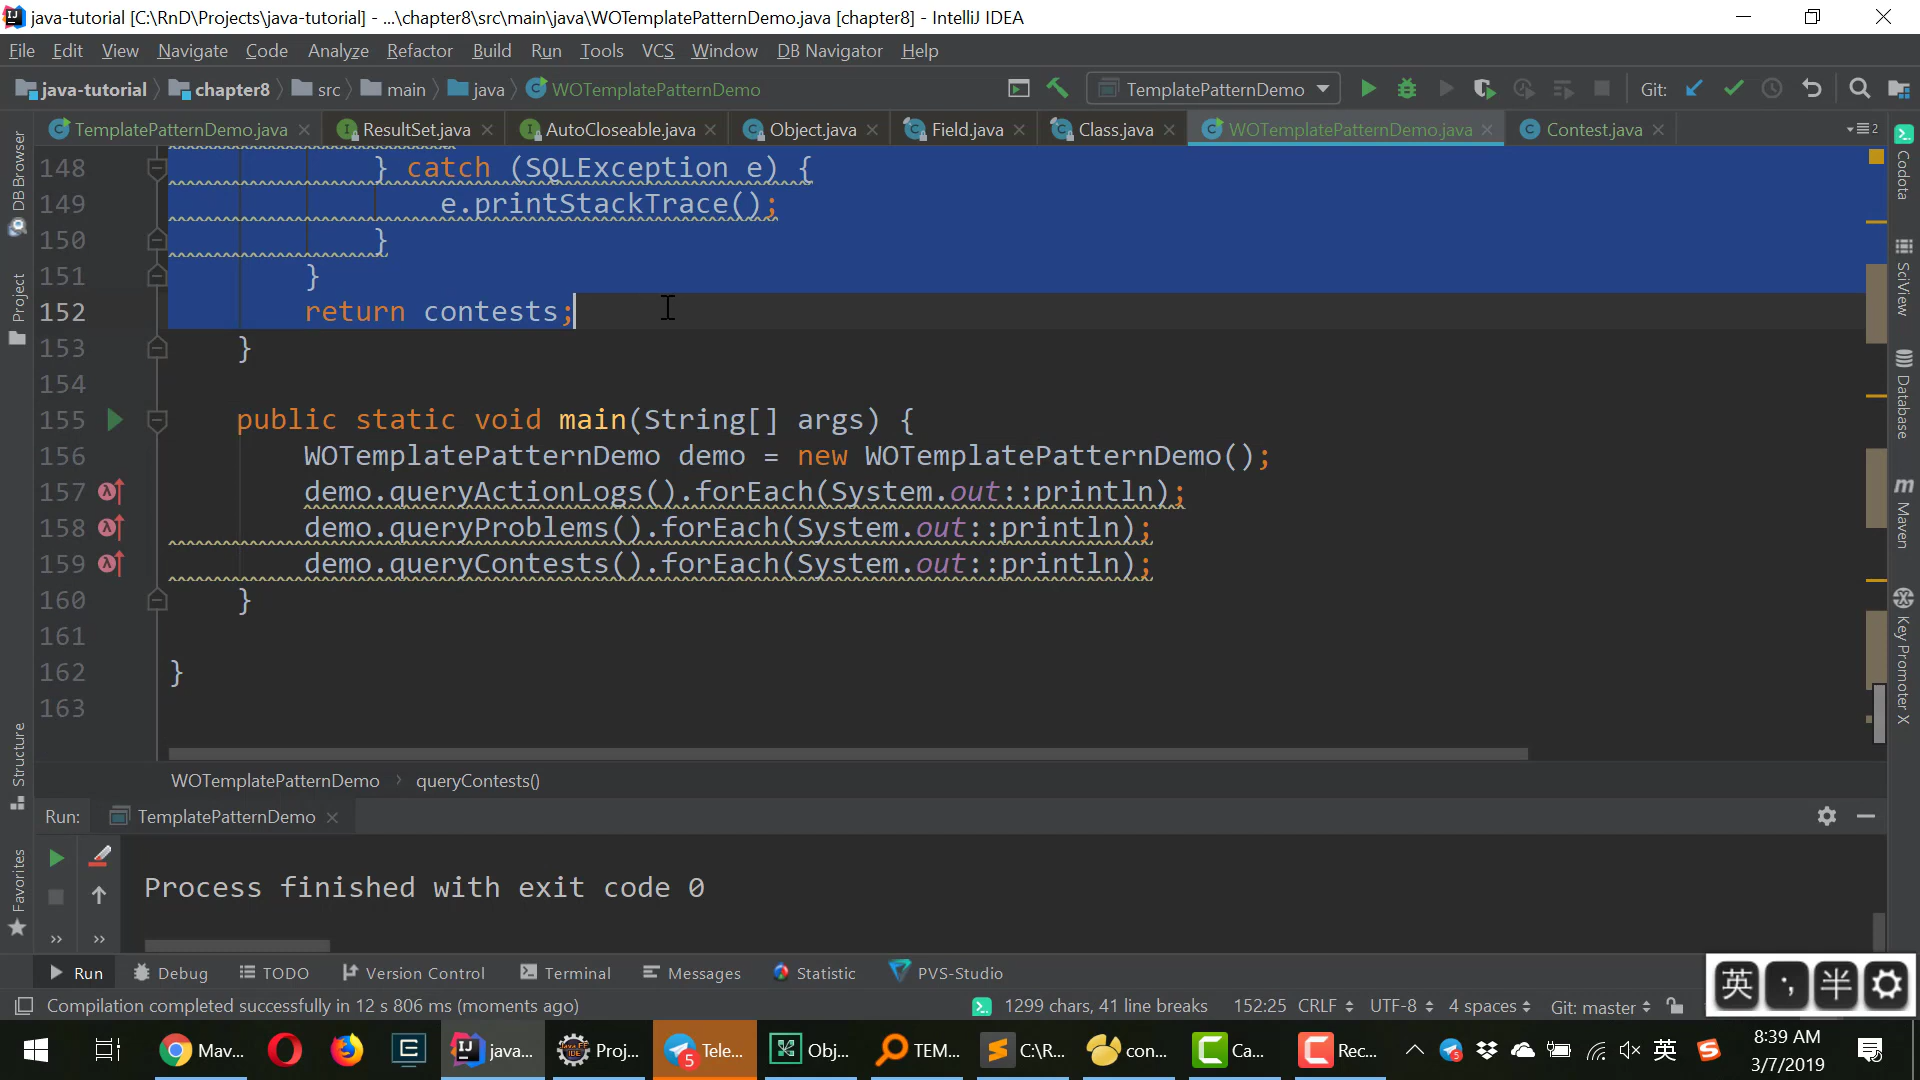 java-tutorial [C:\RnD\Projects\java-tutorial] - ...\chapter8\src\main\java\WOTemplatePatternDemo.java [chapter8] - IntelliJ IDEA
File Edit View Navigate Code Analyze Refactor Build Run Tools VCS Window DB Navigator Help
java-tutorial chapter8 src main java WOTemplatePatternDemo TemplatePatternDemo Git:
TemplatePatternDemo.java ResultSet.java AutoCloseable.java Object.java Field.java Class.java WOTemplatePatternDemo.java Contest.java 2
148 } catch (SQLException e) {
149 e.printStackTrace();
150 }
151 }
152 return contests;
153 }
154
155 public static void main(String[] args) {
156 WOTemplatePatternDemo demo = new WOTemplatePatternDemo();
157 demo.queryActionLogs().forEach(System.out::println);
158 demo.queryProblems().forEach(System.out::println);
159 demo.queryContests().forEach(System.out::println);
160 }
161
162 }
163
DB Browser
Project
Structure
Favorites
Codota
SciView
Database
Maven
Key Promoter X
WOTemplatePatternDemo queryContests()
Run: TemplatePatternDemo
Process finished with exit code 0
Run Debug TODO Version Control Terminal Messages Statistic PVS-Studio
英 半
Compilation completed successfully in 12 s 806 ms (moments ago) 1299 chars, 41 line breaks 152:25 CRLF UTF-8 4 spaces Git: master
Mav... java... Proj... Tele... Obj... TEM... C:\R... con... Ca... Rec... 英
8:39 AM
3/7/2019